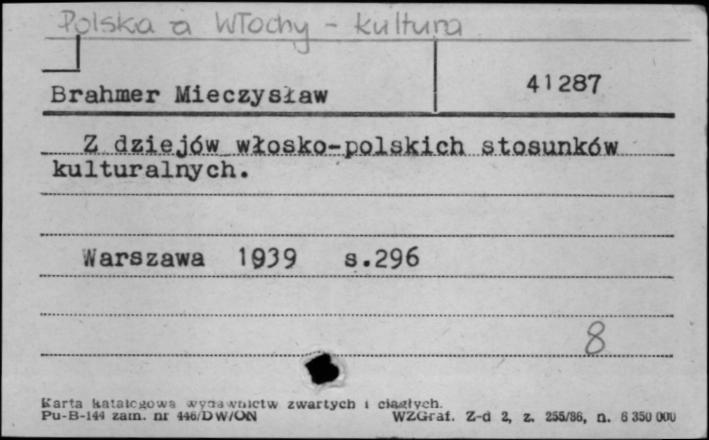 Polska a Włochy - kultura
Brahmer Mieczysław 41287
Z dziejów włosko-polskich stosunków
kulturalnych.
Warszawa 1939 s.296
8
Karta katalogowa wydawnictw zwartych i ciągłych.
Pu-B-144 zam. nr 446/DW/ON WZGraf. Z-d 2, z. 255/86, n. 6 350 000